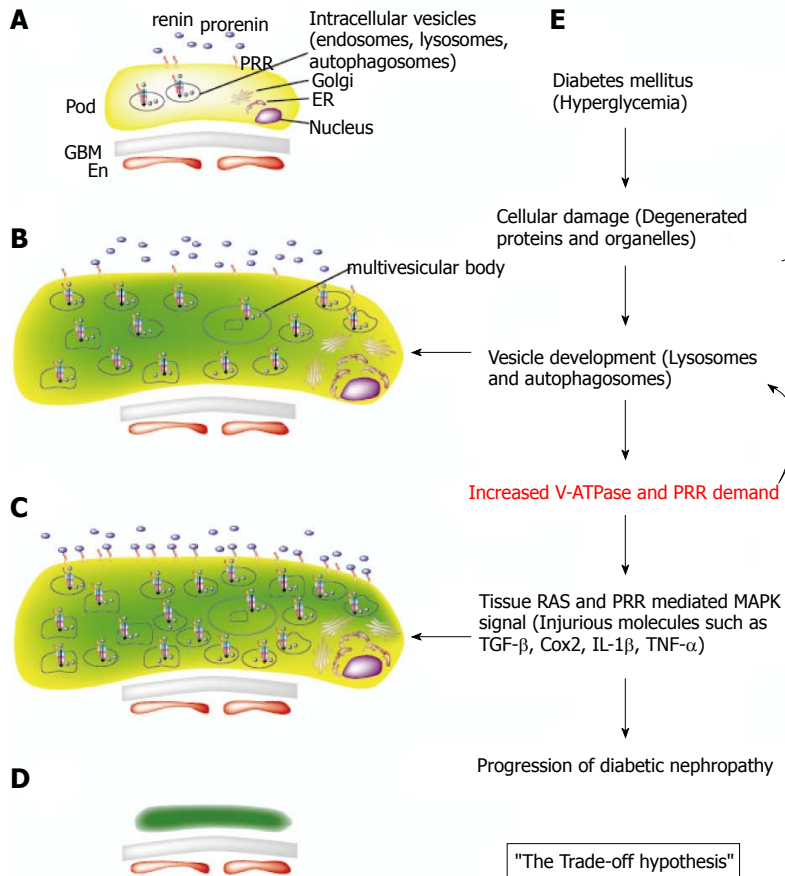 A
renin
prorenin
Intracellular vesicles
(endosomes, lysosomes,
autophagosomes)
PRR
Golgi
ER
Pod
Nucleus
GBM
En
B
multivesicular body
C
D
E
Diabetes mellitus
(Hyperglycemia)
Cellular damage (Degenerated
proteins and organelles)
Vesicle development (Lysosomes
and autophagosomes)
Increased V-ATPase and PRR demand
Tissue RAS and PRR mediated MAPK
signal (Injurious molecules such as
TGF-β, Cox2, IL-1β, TNF-α)
Progression of diabetic nephropathy
"The Trade-off hypothesis"